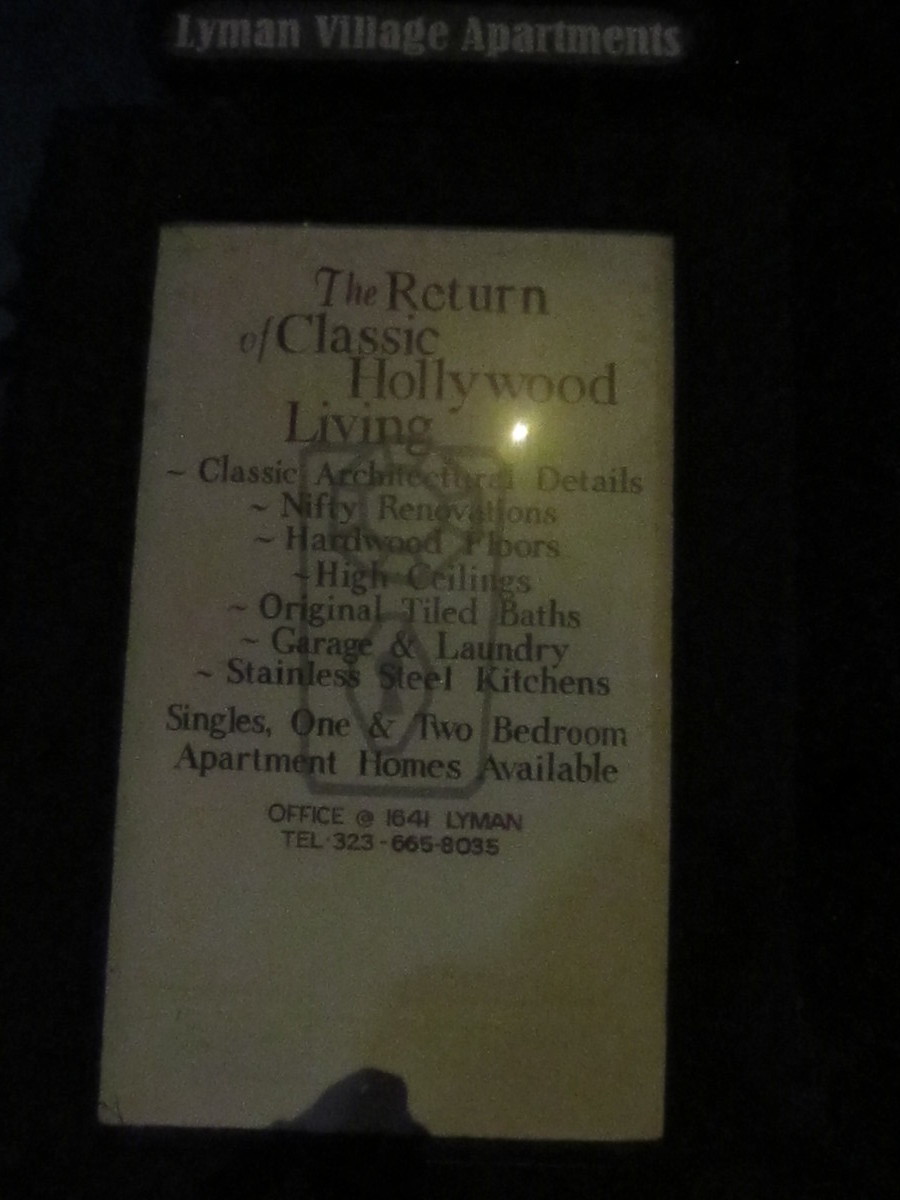 Lyman Village Apartments
The Return
of Classic
Hollywood
Living
~ Classic Architectural Details
~ Nifty Renovations
~ Hardwood Floors
~High Ceilings
~ Original Tiled Baths
~ Garage & Laundry
~ Stainless Steel Kitchens
Singles, One & Two Bedroom
Apartment Homes Available
OFFICE @ 1641 LYMAN
TEL·323-665-8035